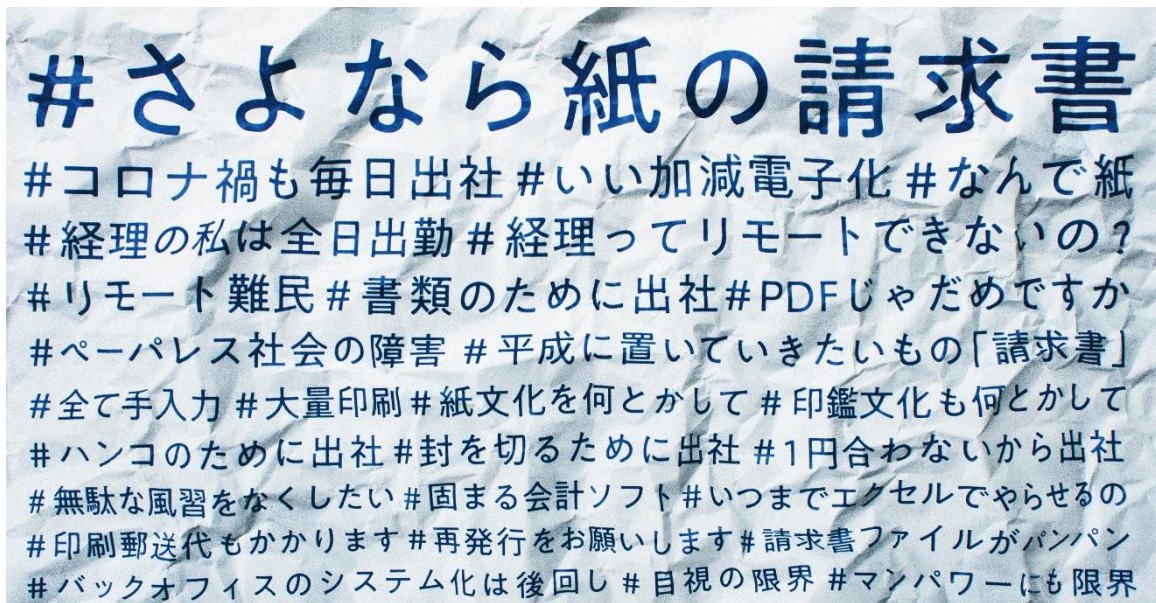 #さよなら紙の請求書
#コロナ禍も毎日出社 #いい加減電子化 #なんで紙
#経理の私は全日出勤 #経理ってリモートできないの?
#リモート難民 #書類のために出社 #PDFじゃだめですか
#ペーパレス社会の障害 #平成に置いていきたいもの「請求書」
#全て手入力 #大量印刷 #紙文化を何とかして #印鑑文化も何とかして
#ハンコのために出社 #封を切るために出社 #1円合わないから出社
#無駄な風習をなくしたい #固まる会計ソフト #いつまでエクセルでやらせるの
#印刷郵送代もかかります #再発行をお願いします #請求書ファイルがパンパン
#バックオフィスのシステム化は後回し #目視の限界 #マンパワーにも限界